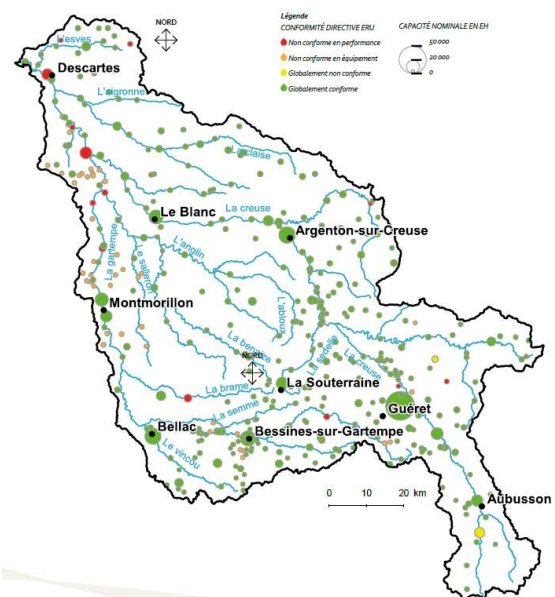 NORD
Légende
CONFORMITÉ DIRECTIVE ERU
Non conforme en performance
Non conforme en équipement
Globalement non conforme
Globalement conforme
CAPACITÉ NOMINALE EN EH
50 000
20 000
0
L'esves
Descartes
L'aigronne
La claise
Le Blanc
La creuse
Argenton-sur-Creuse
L'anglin
La gartempe
Le salleron
L'abloux
Montmorillon
La benaize
NORD
La sedelle
La creuse
La brame
La Souterraine
La semme
Guéret
Bellac
Bessines-sur-Gartempe
Le vincou
0 10 20 km
Aubusson